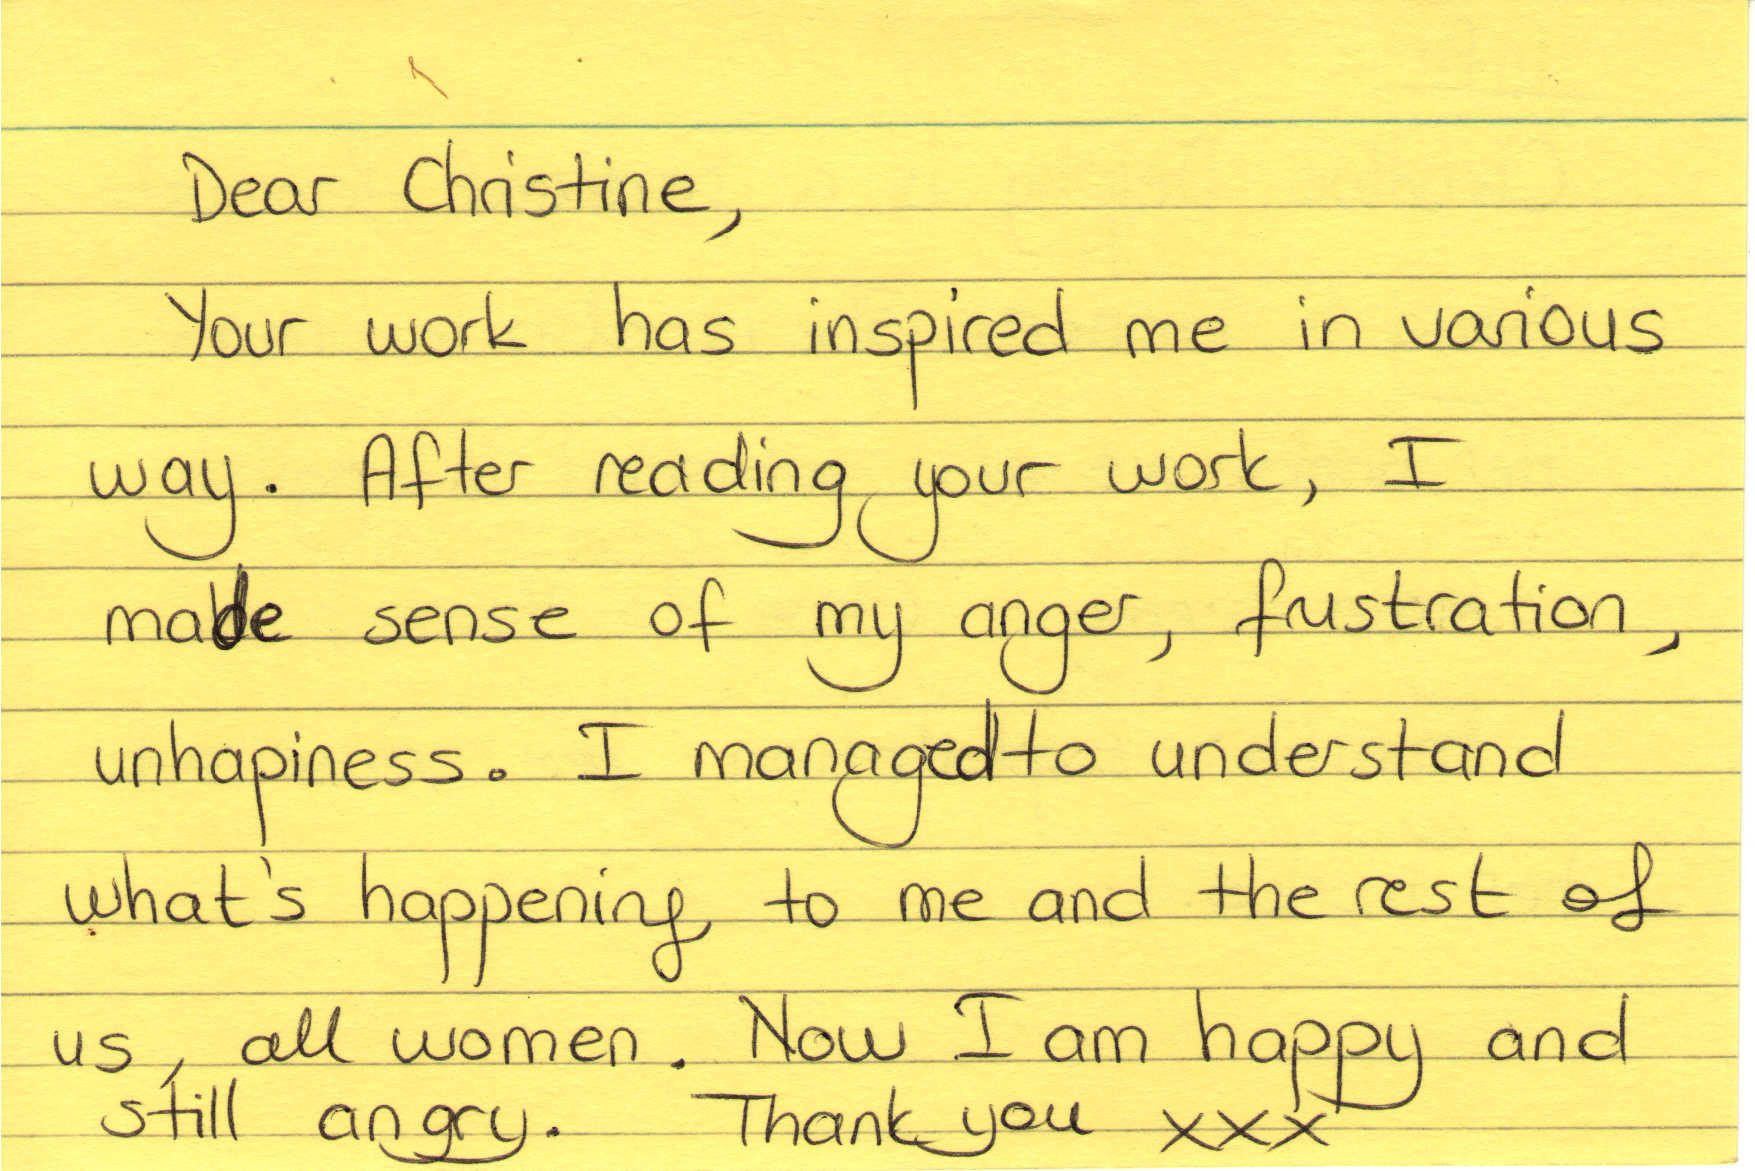 Dear Christine,
Your work has inspired me in various
way. After reading your work, I
made sense of my anger, frustration,
unhapiness. I managed to understand
what's happening to me and the rest of
us, all women. Now I am happy and
still angry. Thank you xxx